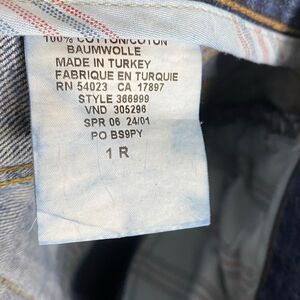 100% COTTON/COTON
BAUMWOLLE
MADE IN TURKEY
FABRIQUE EN TURQUIE
RN 54023 CA 17897
STYLE 366999
VND 305296
SPR 06 24/01
PO BS9PY
1 R